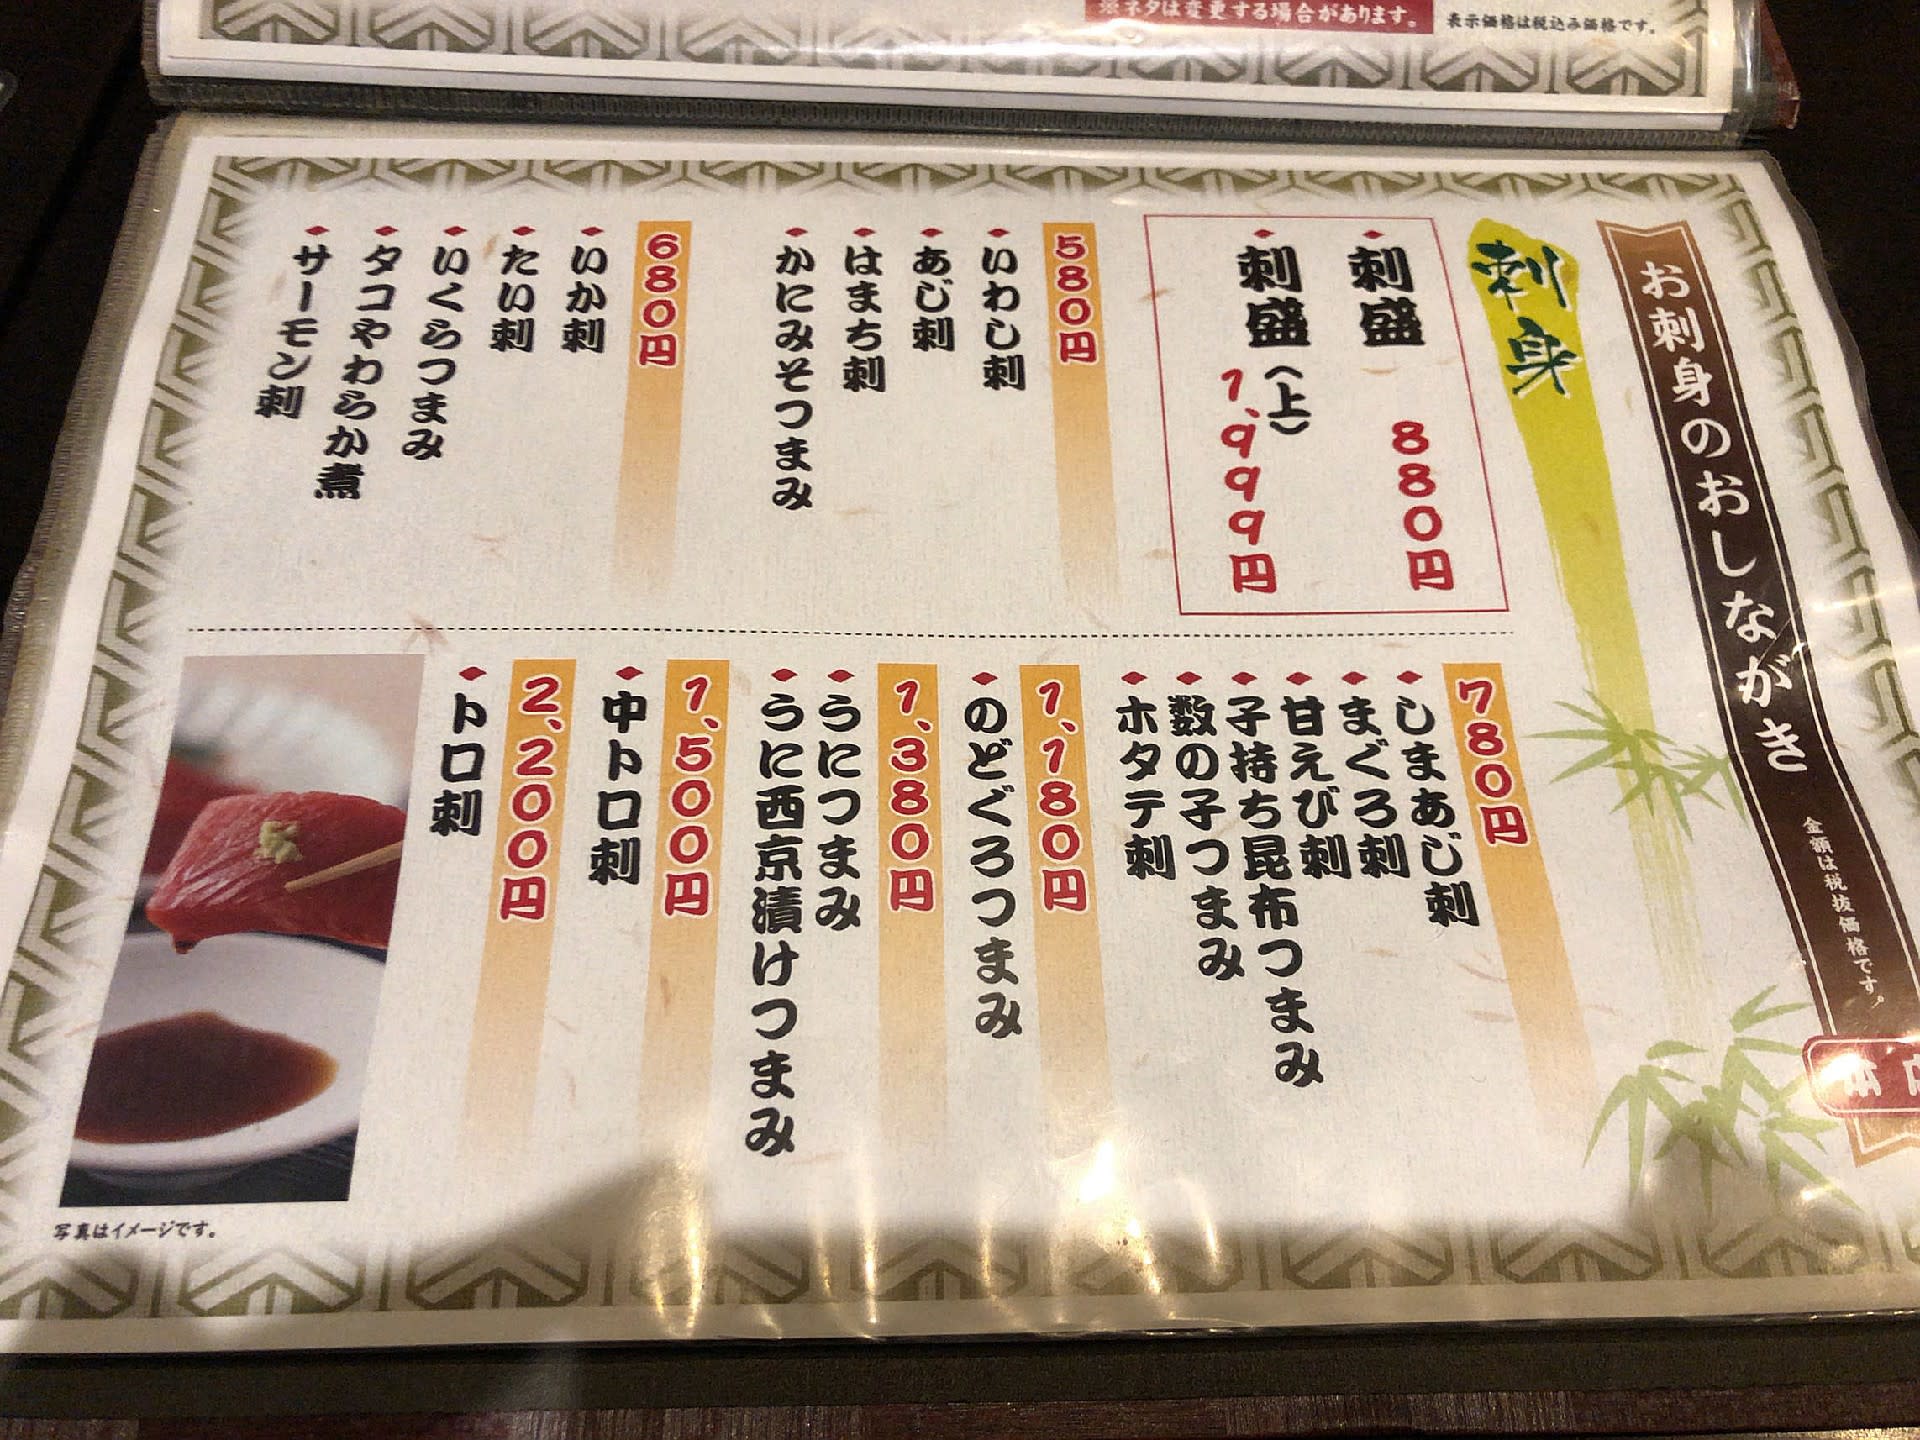 ※ネタは変更する場合があります。
表示価格は税込み価格です。
お刺身のおしながき
金額は税抜価格です。
刺身
刺盛 880円
刺盛(上) 1,999円
580円
いわし刺
あじ刺
はまち刺
かにみそつまみ
680円
いか刺
たい刺
いくらつまみ
タコやわらか煮
サーモン刺
780円
しまあじ刺
まぐろ刺
甘えび刺
子持ち昆布つまみ
数の子つまみ
ホタテ刺
1,180円
のどぐろつまみ
1,380円
うにつまみ
うに西京漬けつまみ
1,500円
中トロ刺
2,200円
トロ刺
写真はイメージです。